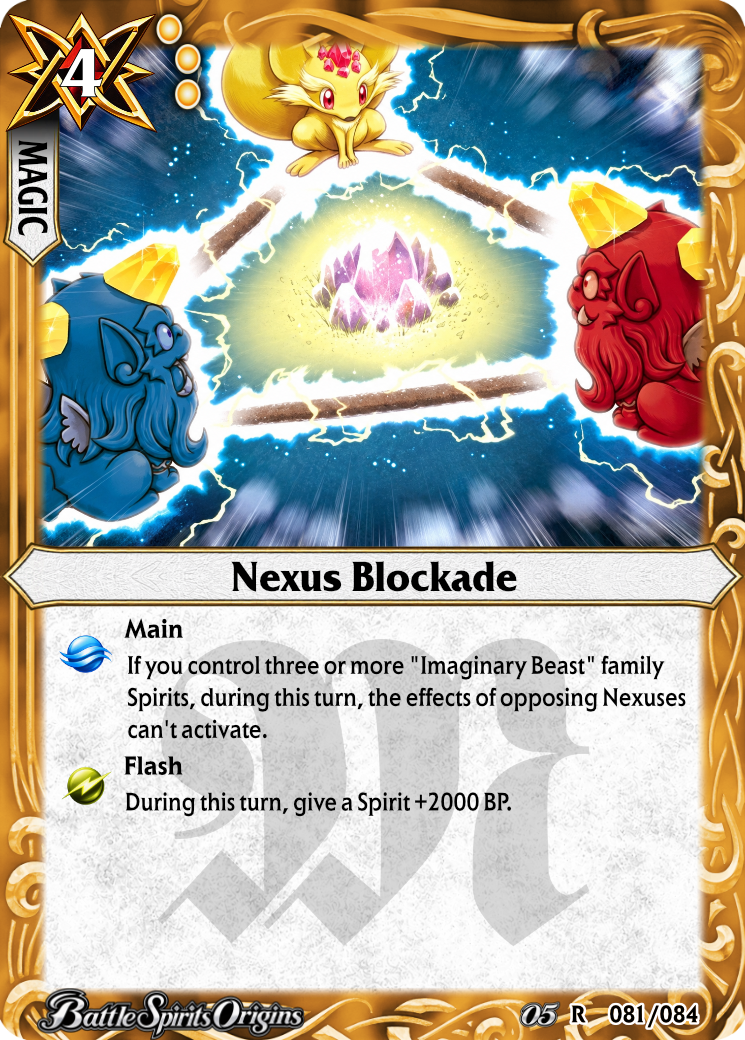 4
MAGIC
Nexus Blockade
Main
If you control three or more "Imaginary Beast" family
Spirits, during this turn, the effects of opposing Nexuses
can't activate.
Flash
During this turn, give a Spirit +2000 BP.
Battle Spirits Origins
05 R 081/084